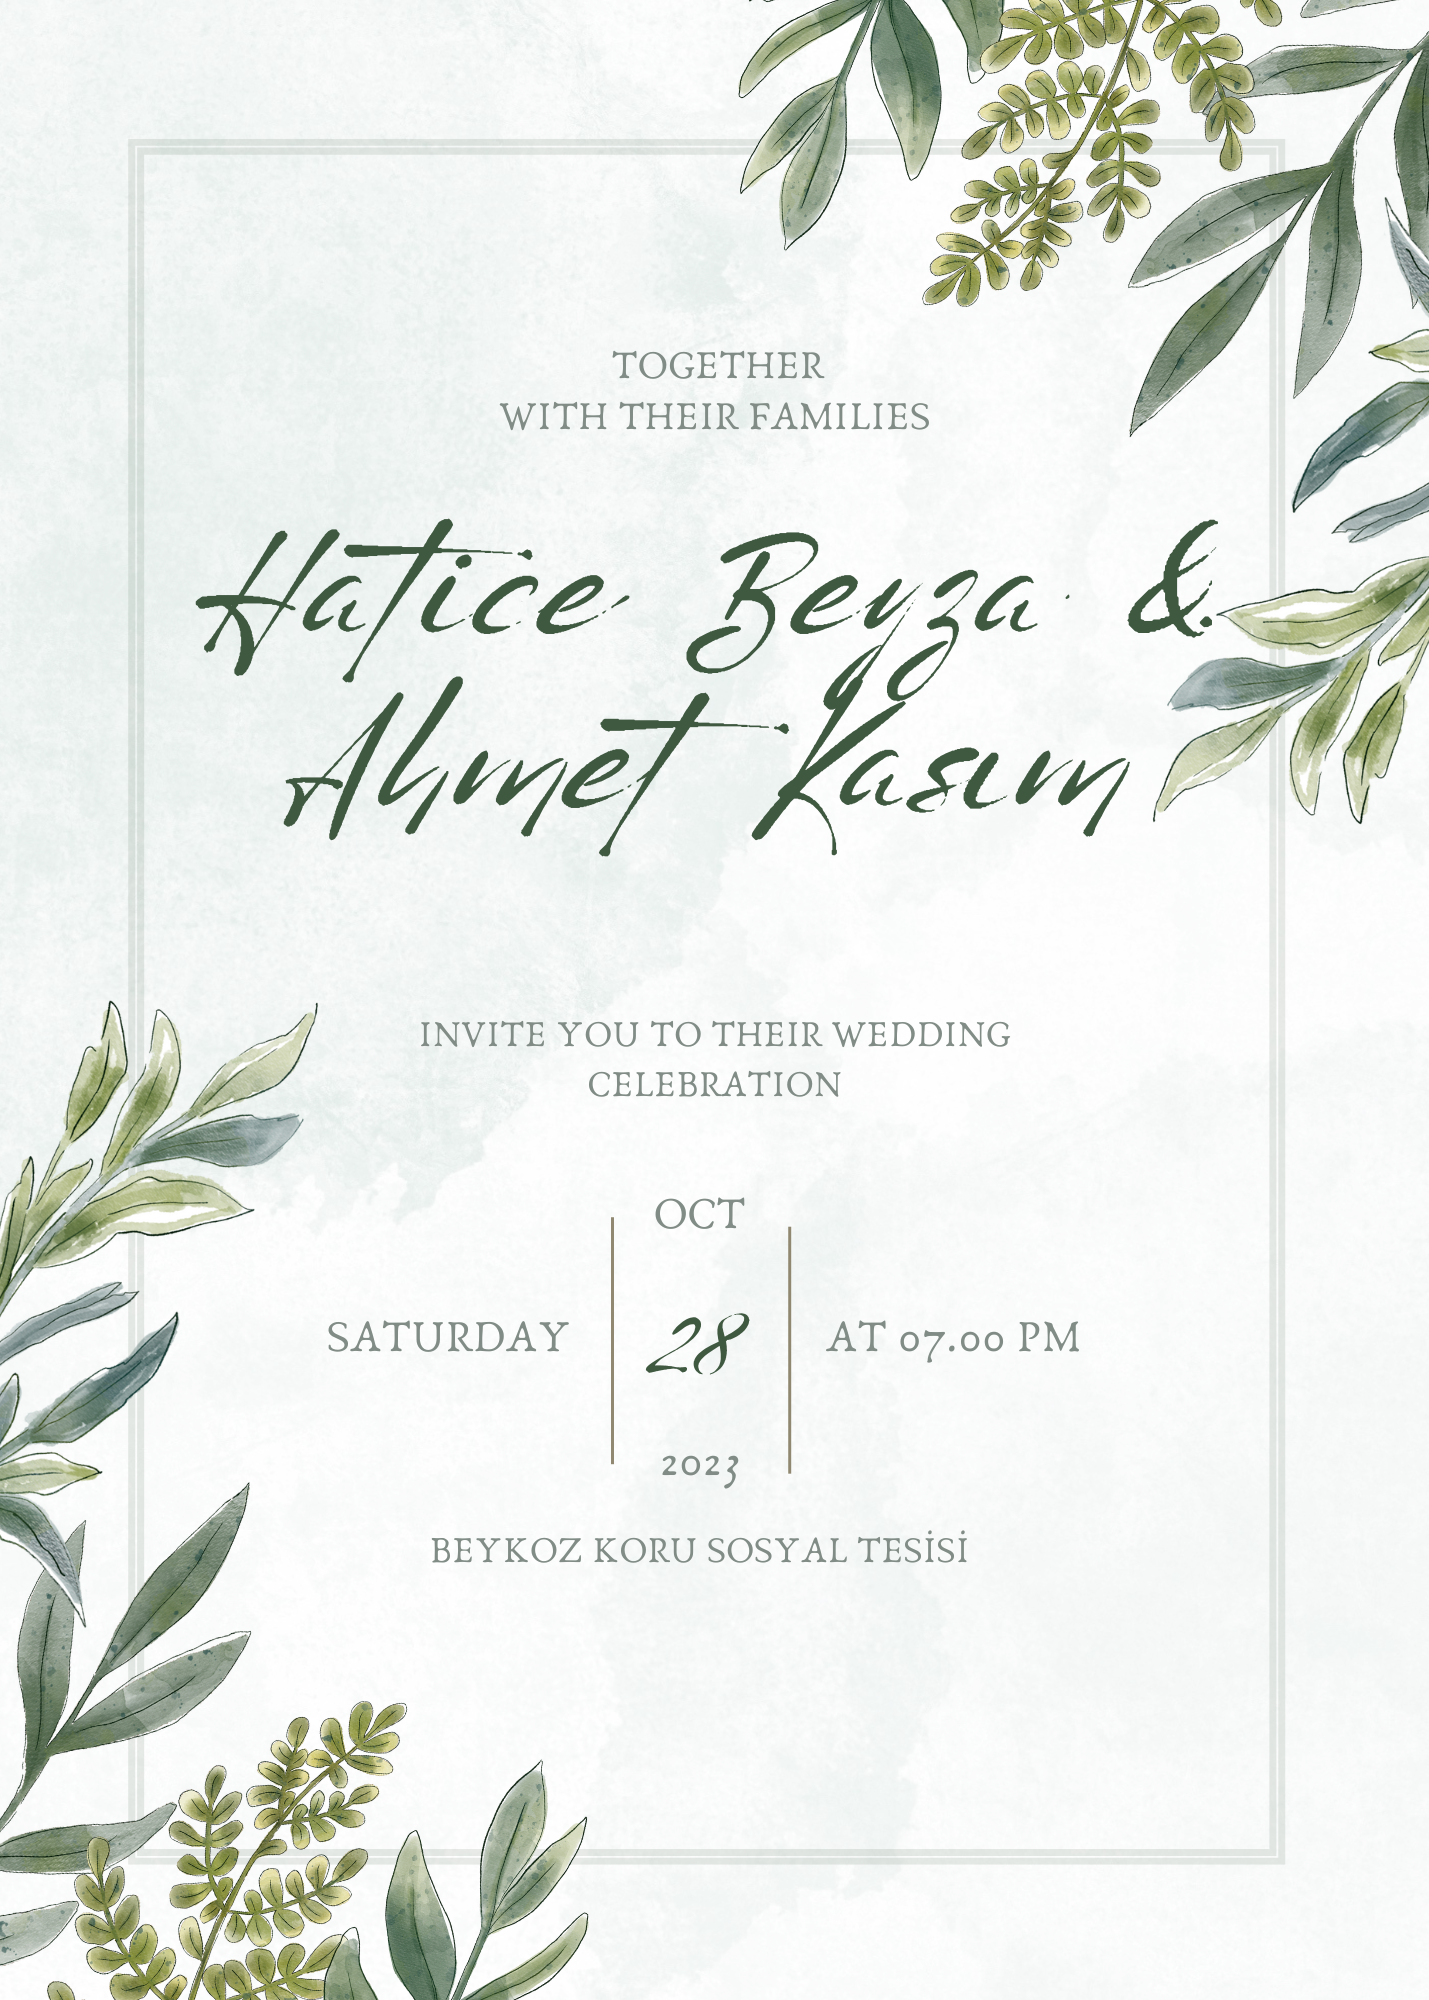 TOGETHER
WITH THEIR FAMILIES
Hatice Beyza &
Ahmet Kasım
INVITE YOU TO THEIR WEDDING
CELEBRATION
OCT
SATURDAY 28 AT 07.00 PM
2023
BEYKOZ KORU SOSYAL TESİSİ